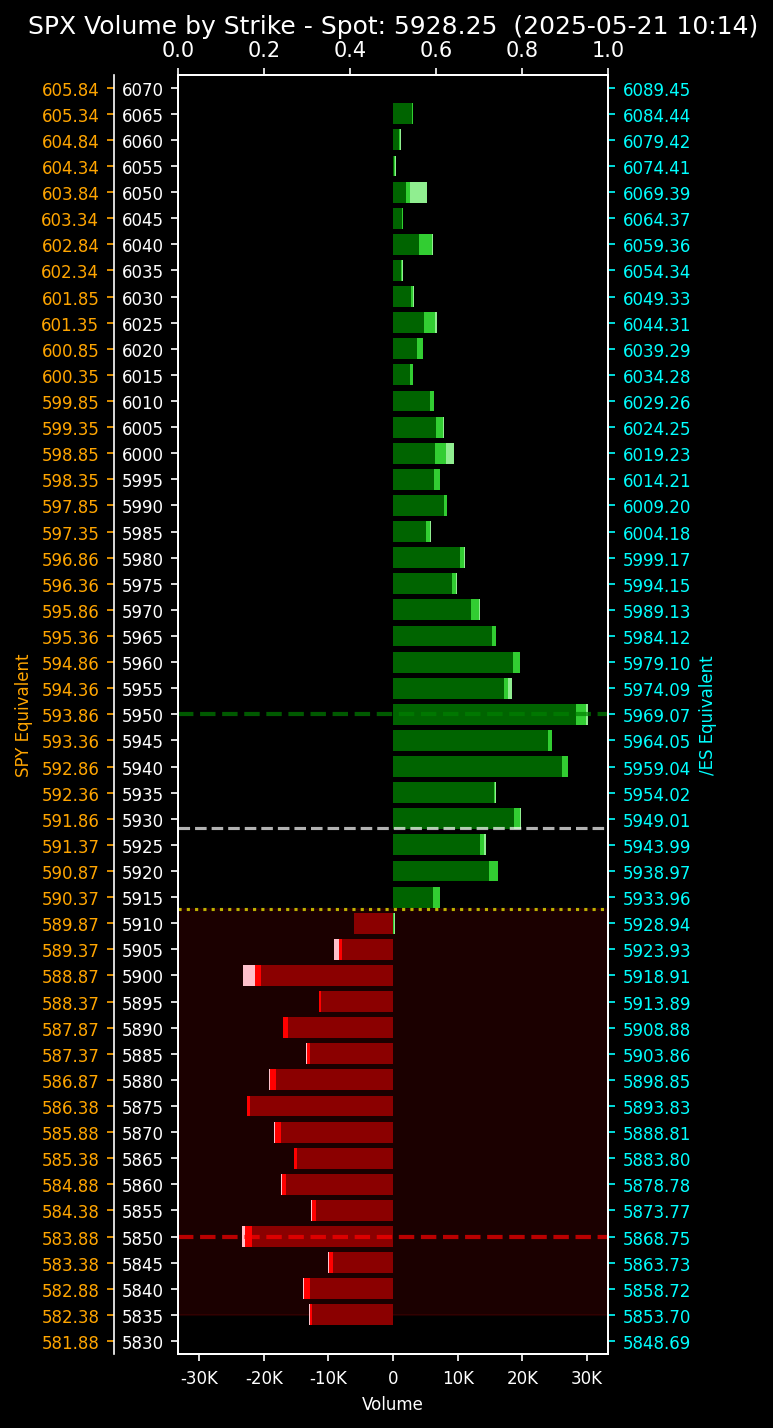 SPX Volume by Strike - Spot: 5928.25 (2025-05-21 10:14)
0.0 0.2 0.4 0.6 0.8 1.0
605.84 6070 6089.45
605.34 6065 6084.44
604.84 6060 6079.42
604.34 6055 6074.41
603.84 6050 6069.39
603.34 6045 6064.37
602.84 6040 6059.36
602.34 6035 6054.34
601.85 6030 6049.33
601.35 6025 6044.31
600.85 6020 6039.29
600.35 6015 6034.28
599.85 6010 6029.26
599.35 6005 6024.25
598.85 6000 6019.23
598.35 5995 6014.21
597.85 5990 6009.20
597.35 5985 6004.18
596.86 5980 5999.17
596.36 5975 5994.15
595.86 5970 5989.13
595.36 5965 5984.12
594.86 5960 5979.10
594.36 5955 5974.09
593.86 5950 5969.07
593.36 5945 5964.05
592.86 5940 5959.04
592.36 5935 5954.02
591.86 5930 5949.01
591.37 5925 5943.99
590.87 5920 5938.97
590.37 5915 5933.96
589.87 5910 5928.94
589.37 5905 5923.93
588.87 5900 5918.91
588.37 5895 5913.89
587.87 5890 5908.88
587.37 5885 5903.86
586.87 5880 5898.85
586.38 5875 5893.83
585.88 5870 5888.81
585.38 5865 5883.80
584.88 5860 5878.78
584.38 5855 5873.77
583.88 5850 5868.75
583.38 5845 5863.73
582.88 5840 5858.72
582.38 5835 5853.70
581.88 5830 5848.69
SPY Equivalent
/ES Equivalent
-30K -20K -10K 0 10K 20K 30K
Volume